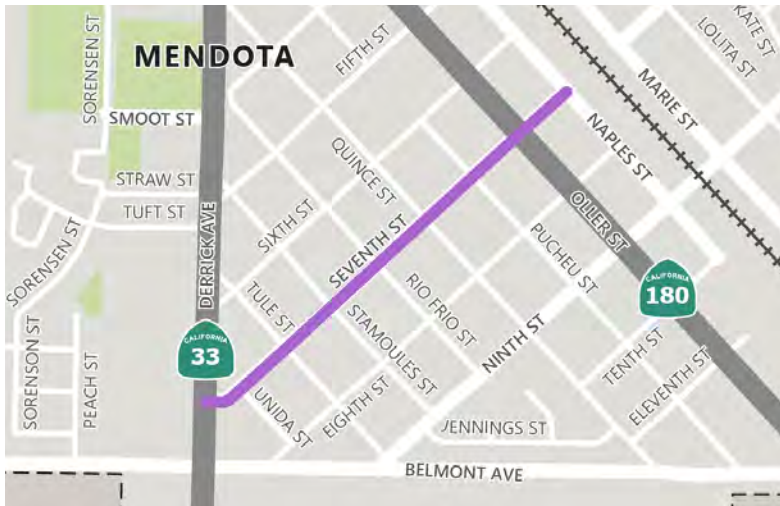 SORENSEN ST
MENDOTA
FIFTH ST
KATE ST
LOLITA ST
MARIE ST
SMOOT ST
NAPLES ST
QUINCE ST
STRAW ST
TUFT ST
SIXTH ST
DERRICK AVE
SEVENTH ST
OLLER ST
PUCHEU ST
SORENSEN ST
TULE ST
RIO FRIO ST
CALIFORNIA
180
STAMOULES ST
NINTH ST
CALIFORNIA
33
SORENSON ST
PEACH ST
TENTH ST
ELEVENTH ST
UNIDA ST
EIGHTH ST
JENNINGS ST
BELMONT AVE